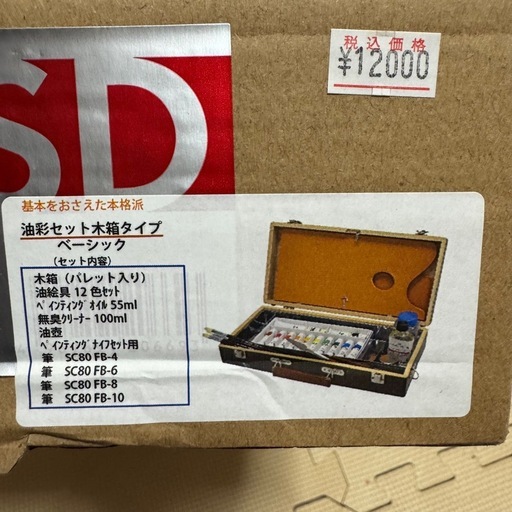 SD
税込価格
¥12000
基本をおさえた本格派
油彩セット木箱タイプ
ベーシック
(セット内容)
木箱(パレット入り)
油絵具 12 色セット
ペインティングオイル 55ml
無臭クリーナー 100ml
油壺
ペインティングナイフセット用
筆 SC80 FB-4
筆 SC80 FB-6
筆 SC80 FB-8
筆 SC80 FB-10